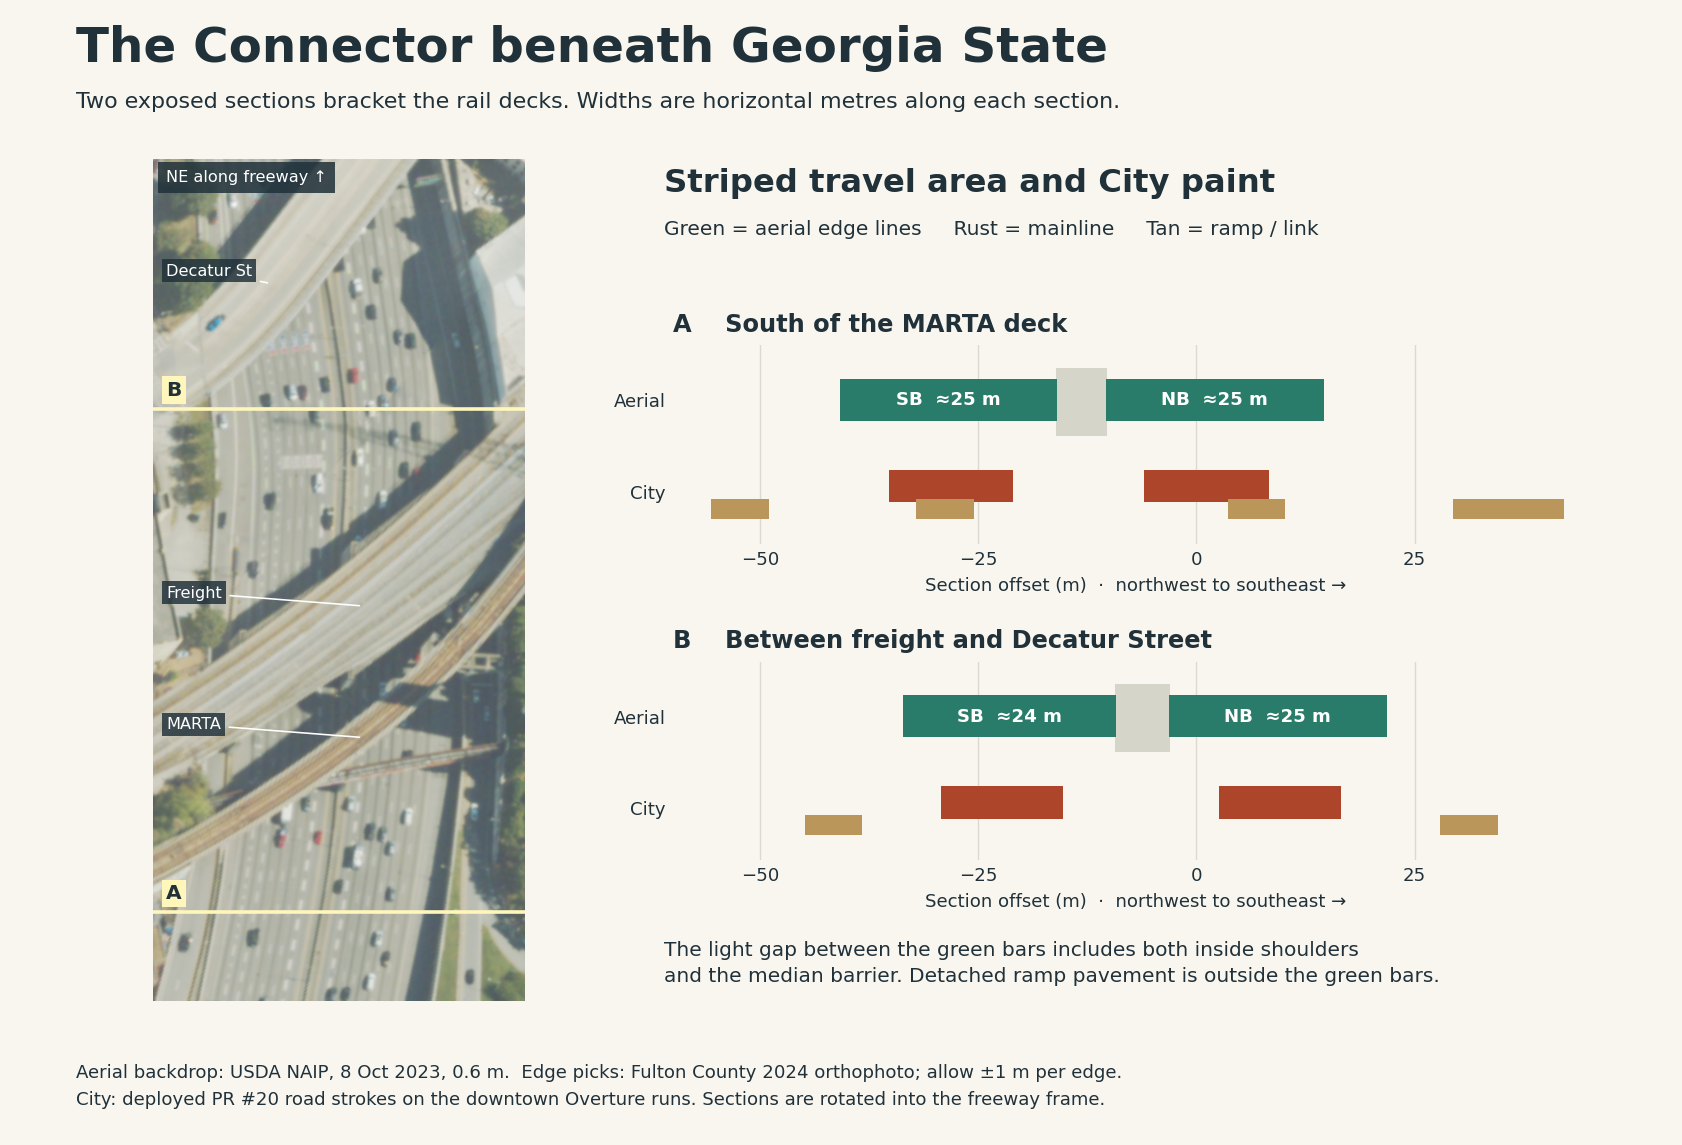 The Connector beneath Georgia State
Two exposed sections bracket the rail decks. Widths are horizontal metres along each section.
NE along freeway ↑
Decatur St
B
Freight
MARTA
A
Striped travel area and City paint
Green = aerial edge lines Rust = mainline Tan = ramp / link
A South of the MARTA deck
Aerial
SB ≈25 m NB ≈25 m
City
−50 −25 0 25
Section offset (m) · northwest to southeast →
B Between freight and Decatur Street
Aerial
SB ≈24 m NB ≈25 m
City
−50 −25 0 25
Section offset (m) · northwest to southeast →
The light gap between the green bars includes both inside shoulders
and the median barrier. Detached ramp pavement is outside the green bars.
Aerial backdrop: USDA NAIP, 8 Oct 2023, 0.6 m. Edge picks: Fulton County 2024 orthophoto; allow ±1 m per edge.
City: deployed PR #20 road strokes on the downtown Overture runs. Sections are rotated into the freeway frame.